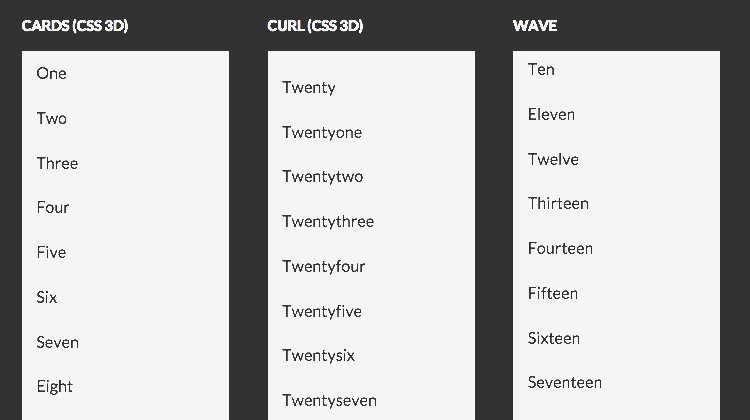 CARDS (CSS 3D)
One
Two
Three
Four
Five
Six
Seven
Eight
CURL (CSS 3D)
Twenty
Twentyone
Twentytwo
Twentythree
Twentyfour
Twentyfive
Twentysix
Twentyseven
WAVE
Ten
Eleven
Twelve
Thirteen
Fourteen
Fifteen
Sixteen
Seventeen